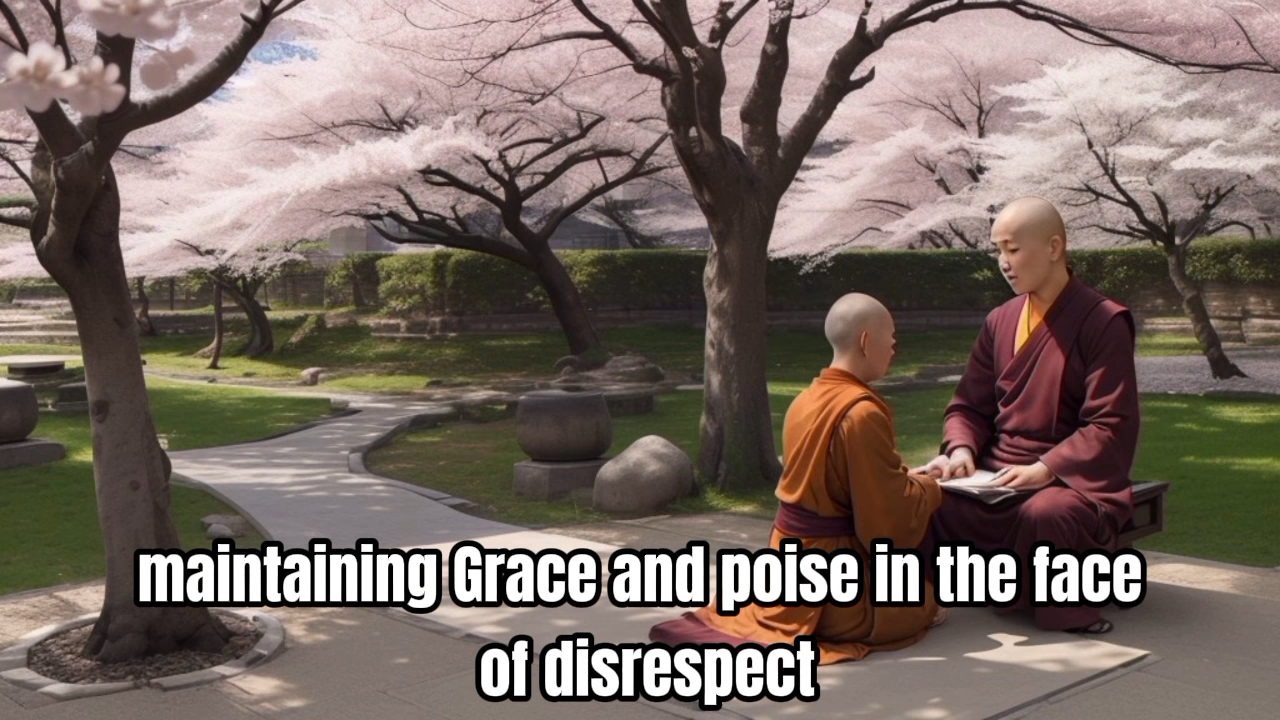 maintaining Grace and poise in the face
of disrespect